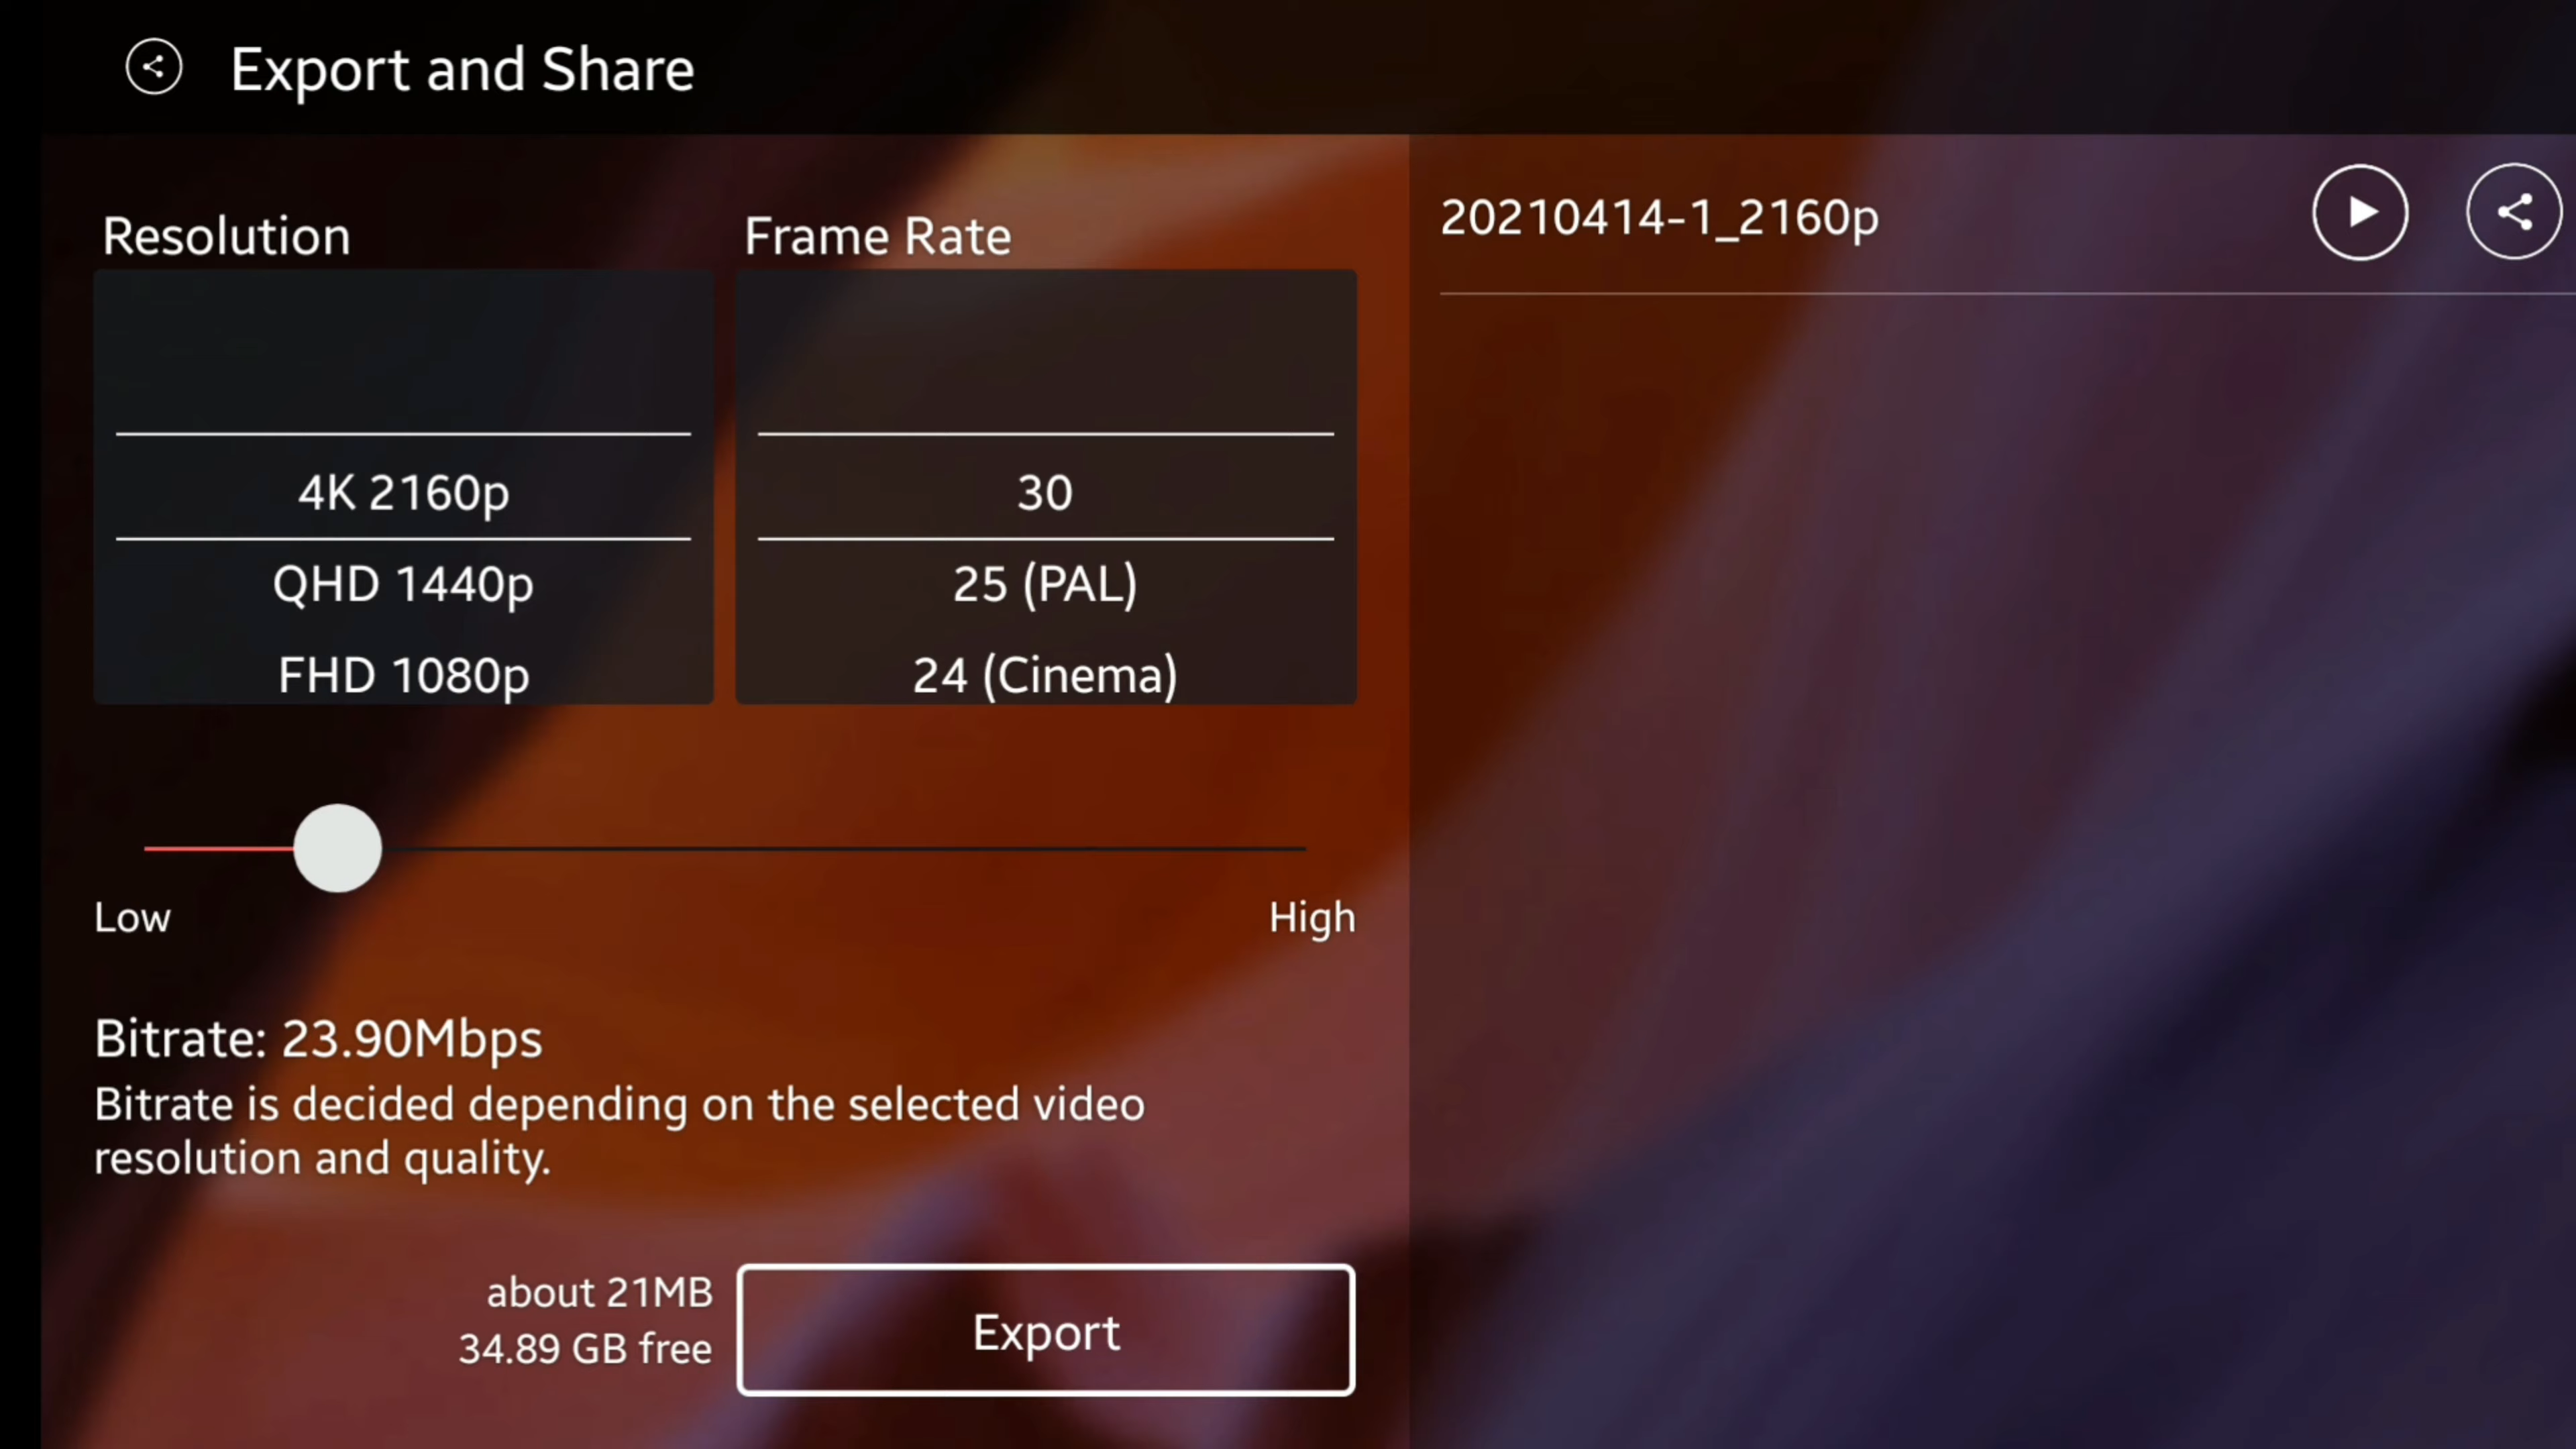 Export and Share
Resolution
Frame Rate
20210414-1_2160p
4K 2160p
30
QHD 1440p
25 (PAL)
FHD 1080p
24 (Cinema)
Low
High
Bitrate: 23.90Mbps
Bitrate is decided depending on the selected video
resolution and quality.
about 21MB
34.89 GB free
Export